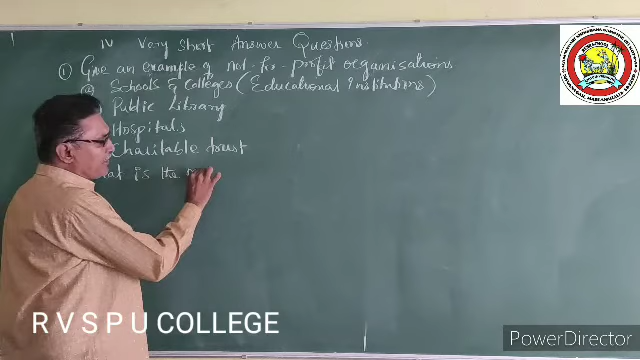 IV Very Short Answer Questions.
① Give an example of not-for-profit organisations
ⓐ Schools & Colleges (Educational Institutions)
Public Library
Hospitals
Charitable trust
is the
R V S P U COLLEGE
PowerDirector